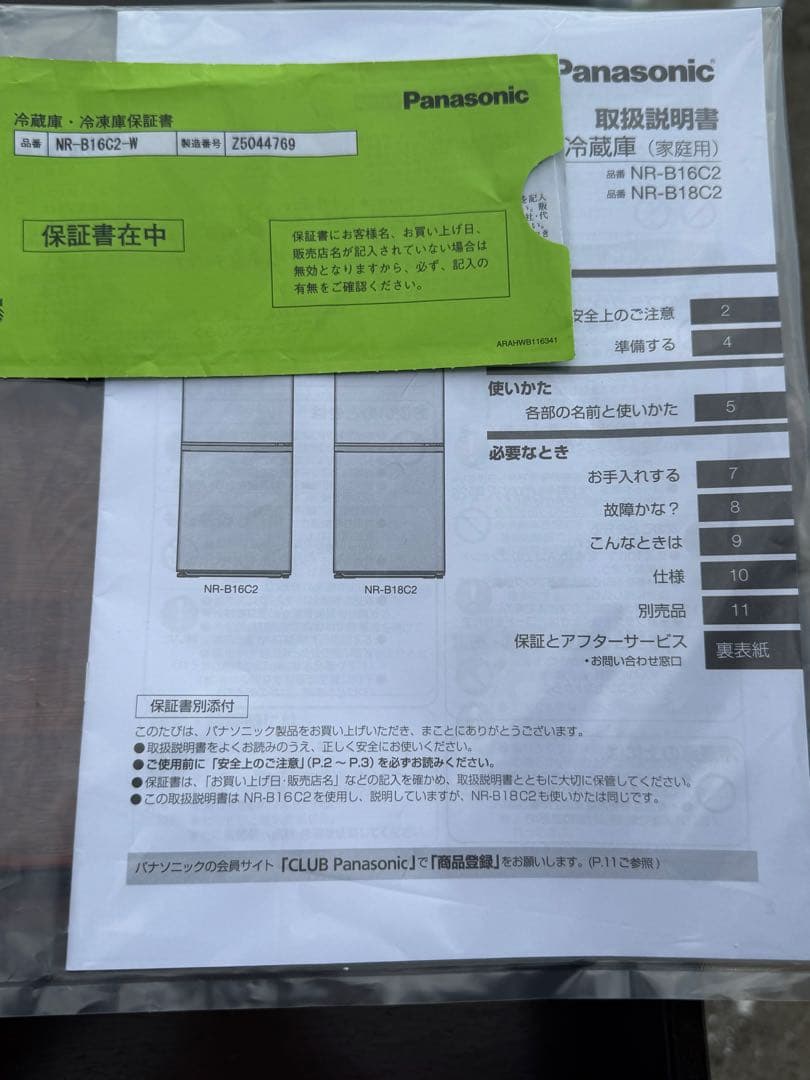 Panasonic
冷蔵庫・冷凍庫保証書
品番 NR-B16C2-W 製造番号 Z5044769
保証書在中
保証書にお客様名、お買い上げ日、
販売店名が記入されていない場合は
無効となりますから、必ず、記入の
有無をご確認ください。
ARAHWB116341
Panasonic
取扱説明書
冷蔵庫(家庭用)
品番 NR-B16C2
品番 NR-B18C2
安全上のご注意 2
準備する 4
使いかた
各部の名前と使いかた 5
必要なとき
お手入れする 7
故障かな? 8
こんなときは 9
仕様 10
別売品 11
保証とアフターサービス 裏表紙
・お問い合わせ窓口
NR-B16C2
NR-B18C2
保証書別添付
このたびは、パナソニック製品をお買い上げいただき、まことにありがとうございます。
●取扱説明書をよくお読みのうえ、正しく安全にお使いください。
●ご使用前に「安全上のご注意」(P.2~P.3)を必ずお読みください。
●保証書は、「お買い上げ日・販売店名」などの記入を確かめ、取扱説明書とともに大切に保管してください。
●この取扱説明書は NR-B16C2を使用し、説明していますが、NR-B18C2も使いかたは同じです。
パナソニックの会員サイト「CLUB Panasonic」で「商品登録」をお願いします。(P.11ご参照)